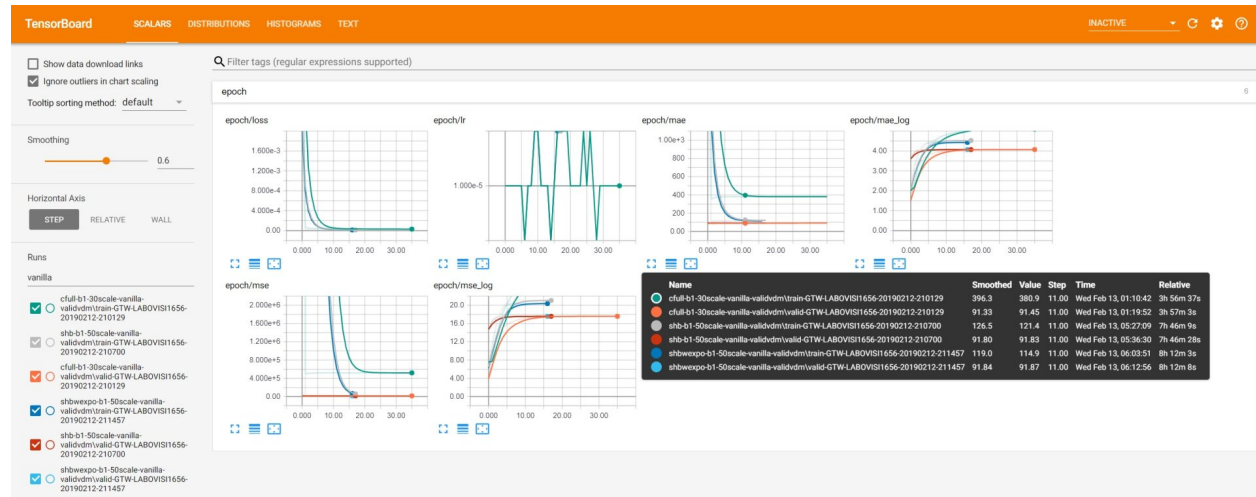 TensorBoard SCALARS DISTRIBUTIONS HISTOGRAMS TEXT INACTIVE
Show data download links
Ignore outliers in chart scaling
Tooltip sorting method: default
Smoothing
0.6
Horizontal Axis
STEP RELATIVE WALL
Runs
vanilla
cfull-b1-30scale-vanilla-
validvdm\train-GTW-LABOVISI1656-
20190212-210129
shb-b1-50scale-vanilla-
validvdm\train-GTW-LABOVISI1656-
20190212-210700
cfull-b1-30scale-vanilla-
validvdm\valid-GTW-LABOVISI1656-
20190212-210129
shbwexpo-b1-50scale-vanilla-
validvdm\train-GTW-LABOVISI1656-
20190212-211457
shb-b1-50scale-vanilla-
validvdm\valid-GTW-LABOVISI1656-
20190212-210700
shbwexpo-b1-50scale-vanilla-
validvdm\valid-GTW-LABOVISI1656-
20190212-211457
Filter tags (regular expressions supported)
epoch 6
epoch/loss
1.600e-3
1.200e-3
8.000e-4
4.000e-4
0.00
0.000 10.00 20.00 30.00
epoch/lr
1.000e-5
0.000 10.00 20.00 30.00
epoch/mae
1.00e+3
800
600
400
200
0.00
0.000 10.00 20.00 30.00
epoch/mae_log
4.00
3.00
2.00
1.00
0.00
0.000 10.00 20.00 30.00
epoch/mse
2.000e+6
1.600e+6
1.200e+6
8.000e+5
4.000e+5
0.00
0.000 10.00 20.00 30.00
epoch/mse_log
20.0
16.0
12.0
8.00
4.00
0.00
0.000 10.00 20.00 30.00
Name Smoothed Value Step Time Relative
cfull-b1-30scale-vanilla-validvdm\train-GTW-LABOVISI1656-20190212-210129 396.3 380.9 11.00 Wed Feb 13, 01:10:42 3h 56m 37s
cfull-b1-30scale-vanilla-validvdm\valid-GTW-LABOVISI1656-20190212-210129 91.33 91.45 11.00 Wed Feb 13, 01:19:52 3h 57m 3s
shb-b1-50scale-vanilla-validvdm\train-GTW-LABOVISI1656-20190212-210700 126.5 121.4 11.00 Wed Feb 13, 05:27:09 7h 46m 9s
shb-b1-50scale-vanilla-validvdm\valid-GTW-LABOVISI1656-20190212-210700 91.80 91.83 11.00 Wed Feb 13, 05:36:30 7h 46m 28s
shbwexpo-b1-50scale-vanilla-validvdm\train-GTW-LABOVISI1656-20190212-211457 119.0 114.9 11.00 Wed Feb 13, 06:03:51 8h 12m 3s
shbwexpo-b1-50scale-vanilla-validvdm\valid-GTW-LABOVISI1656-20190212-211457 91.84 91.87 11.00 Wed Feb 13, 06:12:56 8h 12m 8s